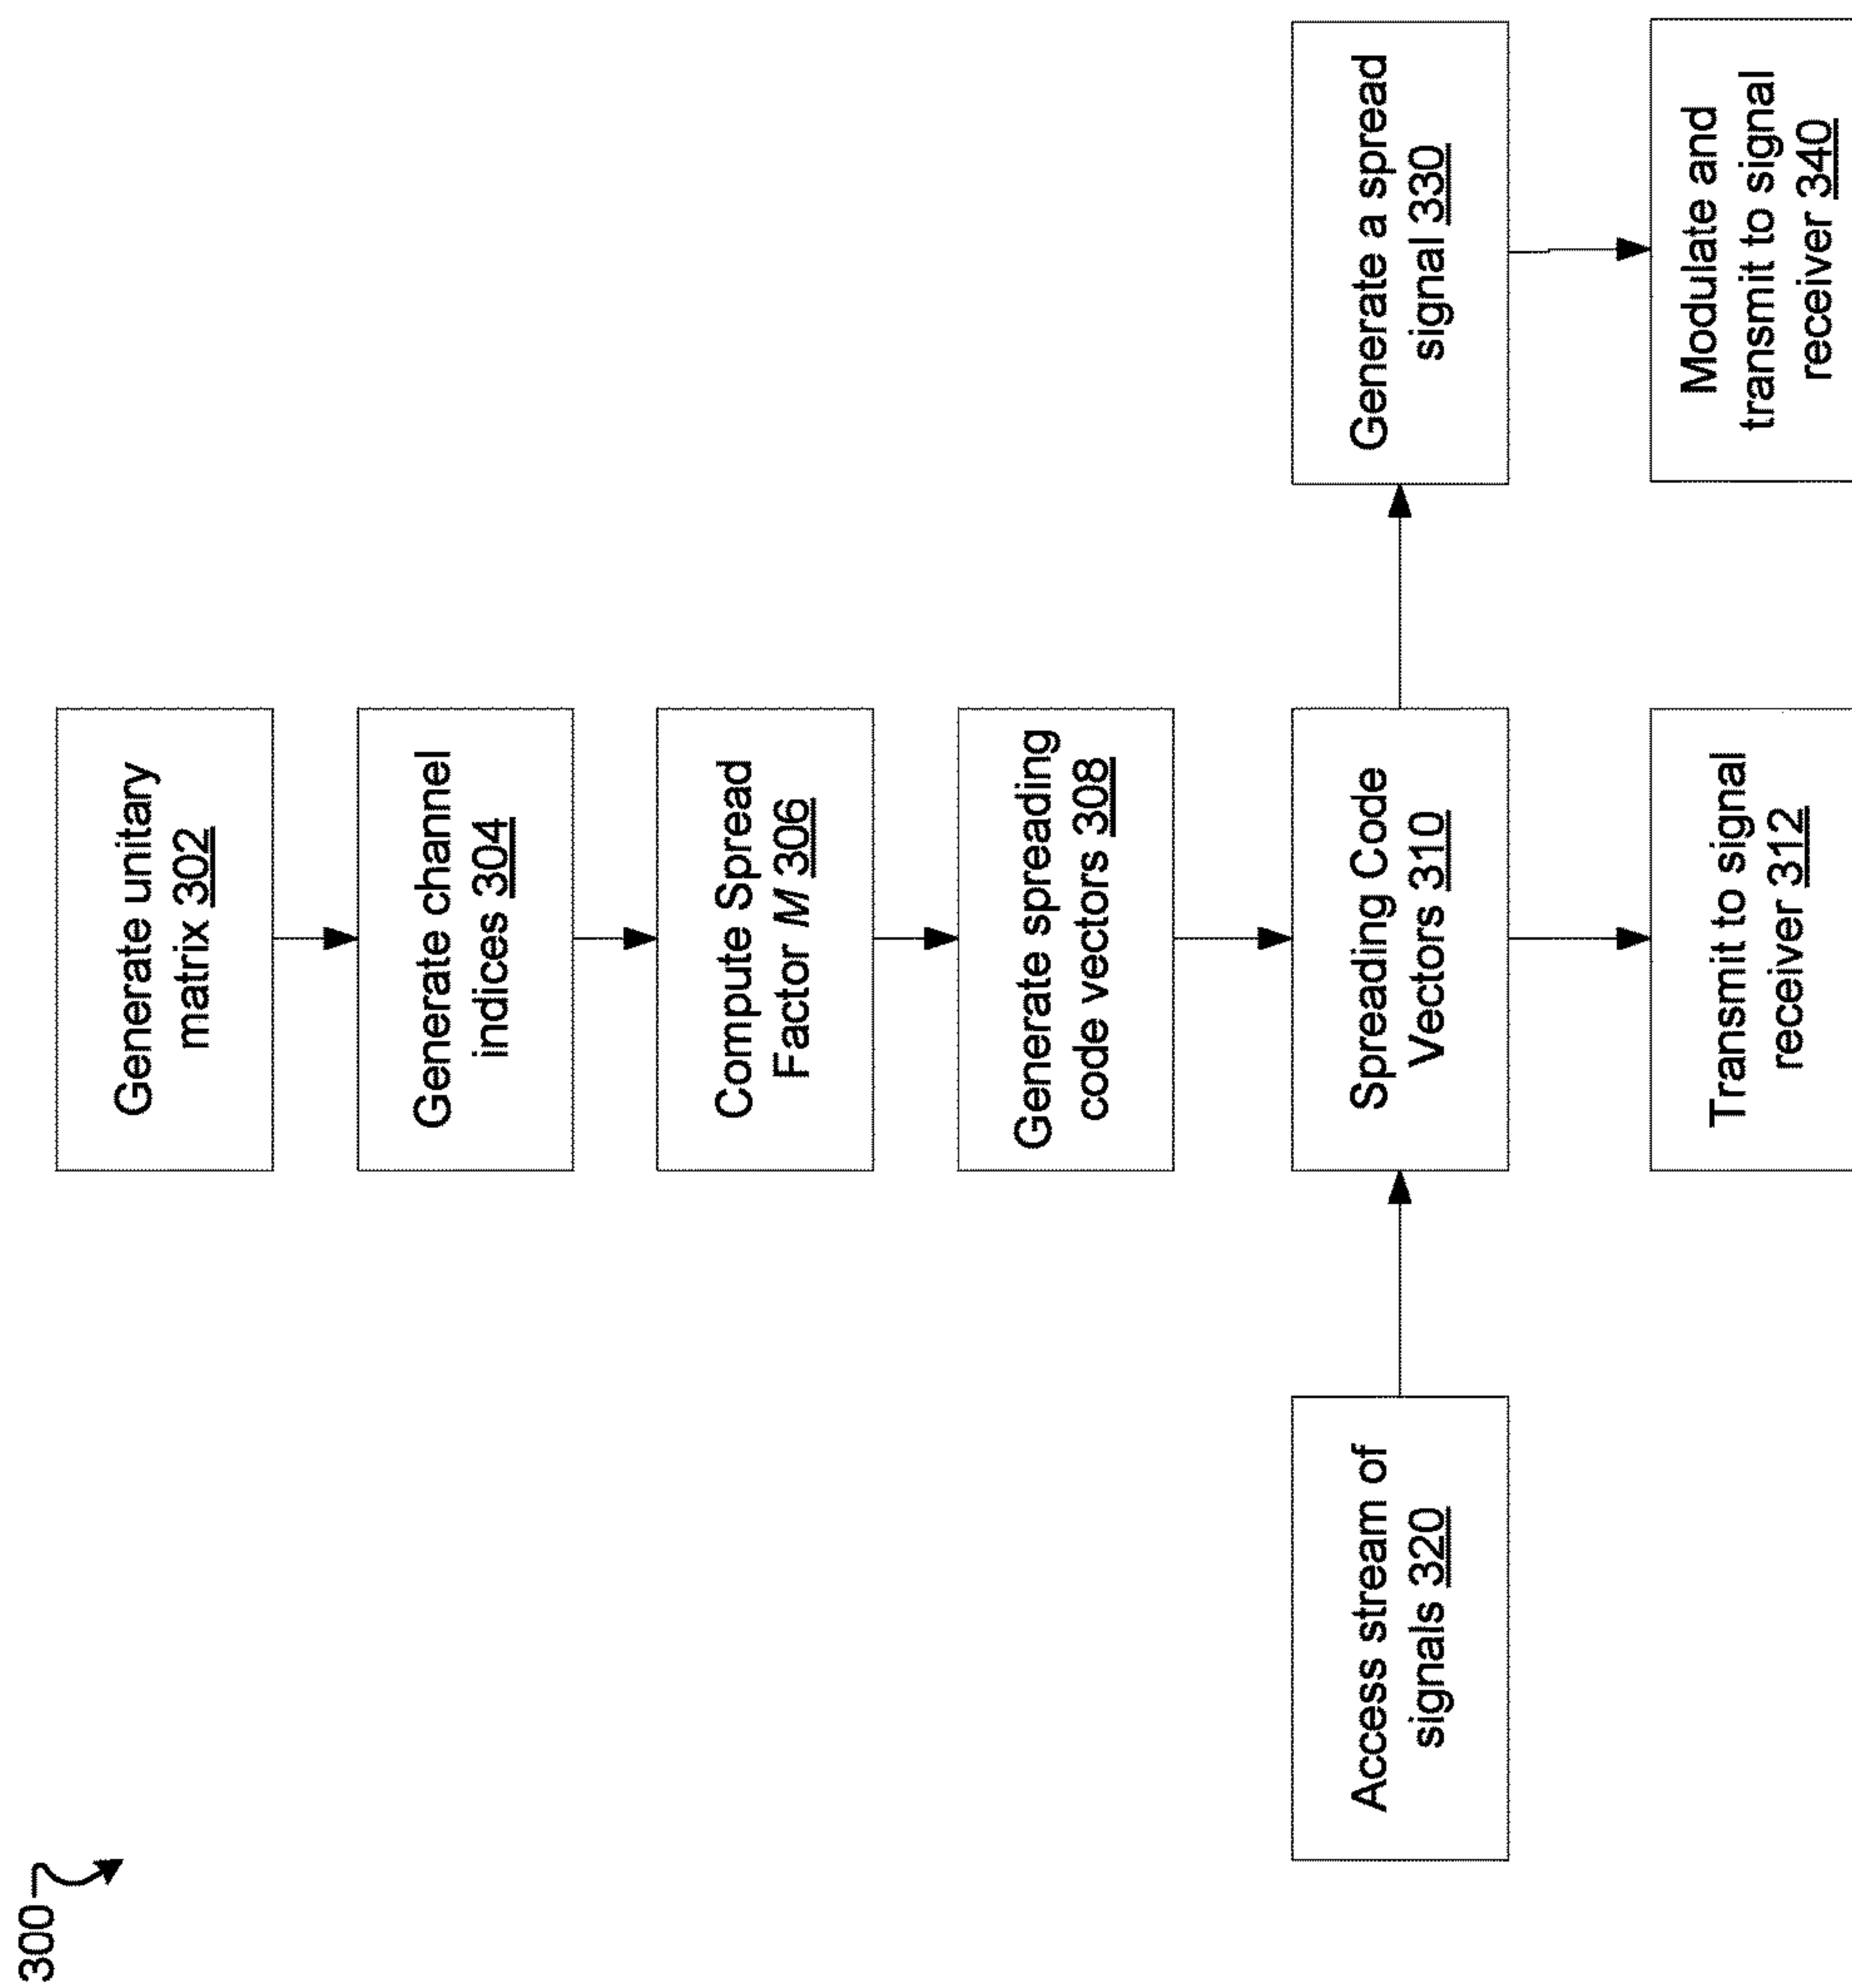 300
Generate unitary
matrix 302
Generate channel
indices 304
Compute Spread
Factor M 306
Generate spreading
code vectors 308
Access stream of
signals 320
Spreading Code
Vectors 310
Generate a spread
signal 330
Transmit to signal
receiver 312
Modulate and
transmit to signal
receiver 340